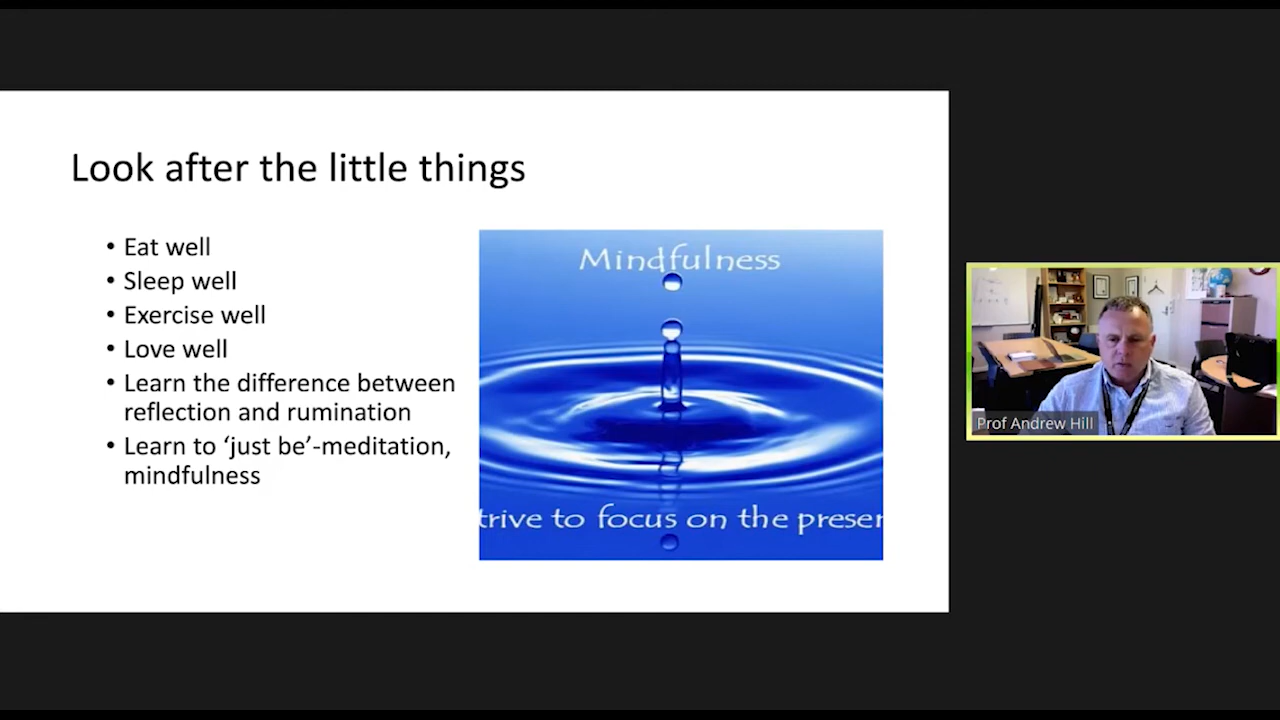 Look after the little things
• Eat well
• Sleep well
• Exercise well
• Love well
• Learn the difference between
reflection and rumination
• Learn to ‘just be’-meditation,
mindfulness
Mindfulness
trive to focus on the presen
Prof Andrew Hill